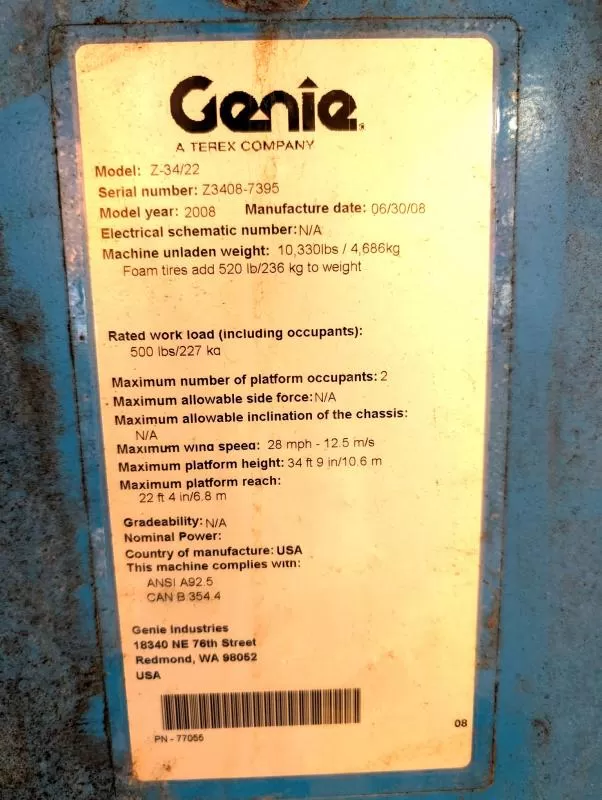 Genie
A TEREX COMPANY
Model: Z-34/22
Serial number: Z3408-7395
Model year: 2008 Manufacture date: 06/30/08
Electrical schematic number: N/A
Machine unladen weight: 10,330lbs / 4,686kg
Foam tires add 520 lb/236 kg to weight
Rated work load (including occupants):
500 lbs/227 kg
Maximum number of platform occupants: 2
Maximum allowable side force: N/A
Maximum allowable inclination of the chassis:
N/A
Maximum wind speed: 28 mph - 12.5 m/s
Maximum platform height: 34 ft 9 in/10.6 m
Maximum platform reach:
22 ft 4 in/6.8 m
Gradeability: N/A
Nominal Power:
Country of manufacture: USA
This machine complies with:
ANSI A92.5
CAN B 354.4
Genie Industries
18340 NE 76th Street
Redmond, WA 98052
USA
PN - 77055
08